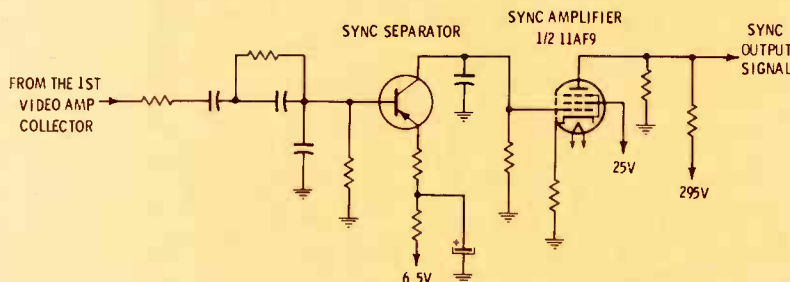 SYNC SEPARATOR
SYNC AMPLIFIER
1/2 11AF9
SYNC
OUTPUT
SIGNAL
FROM THE 1ST
VIDEO AMP
COLLECTOR
25V
295V
+
6.5V